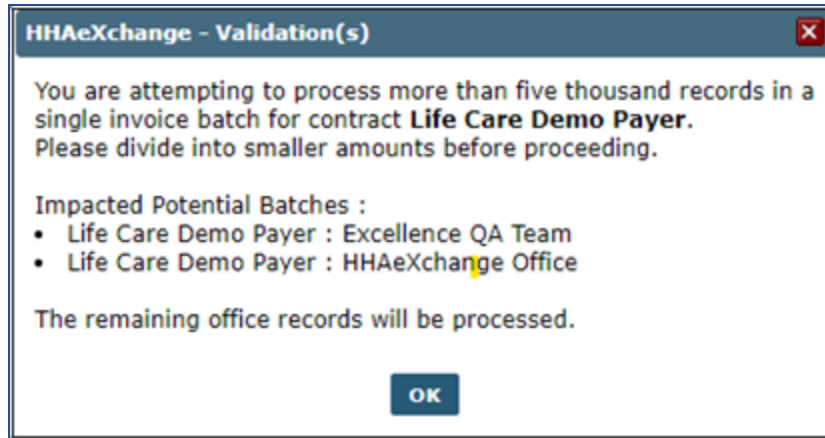 HHAeXchange - Validation(s)
You are attempting to process more than five thousand records in a
single invoice batch for contract Life Care Demo Payer.
Please divide into smaller amounts before proceeding.
Impacted Potential Batches :
• Life Care Demo Payer : Excellence QA Team
• Life Care Demo Payer : HHAeXchange Office
The remaining office records will be processed.
OK